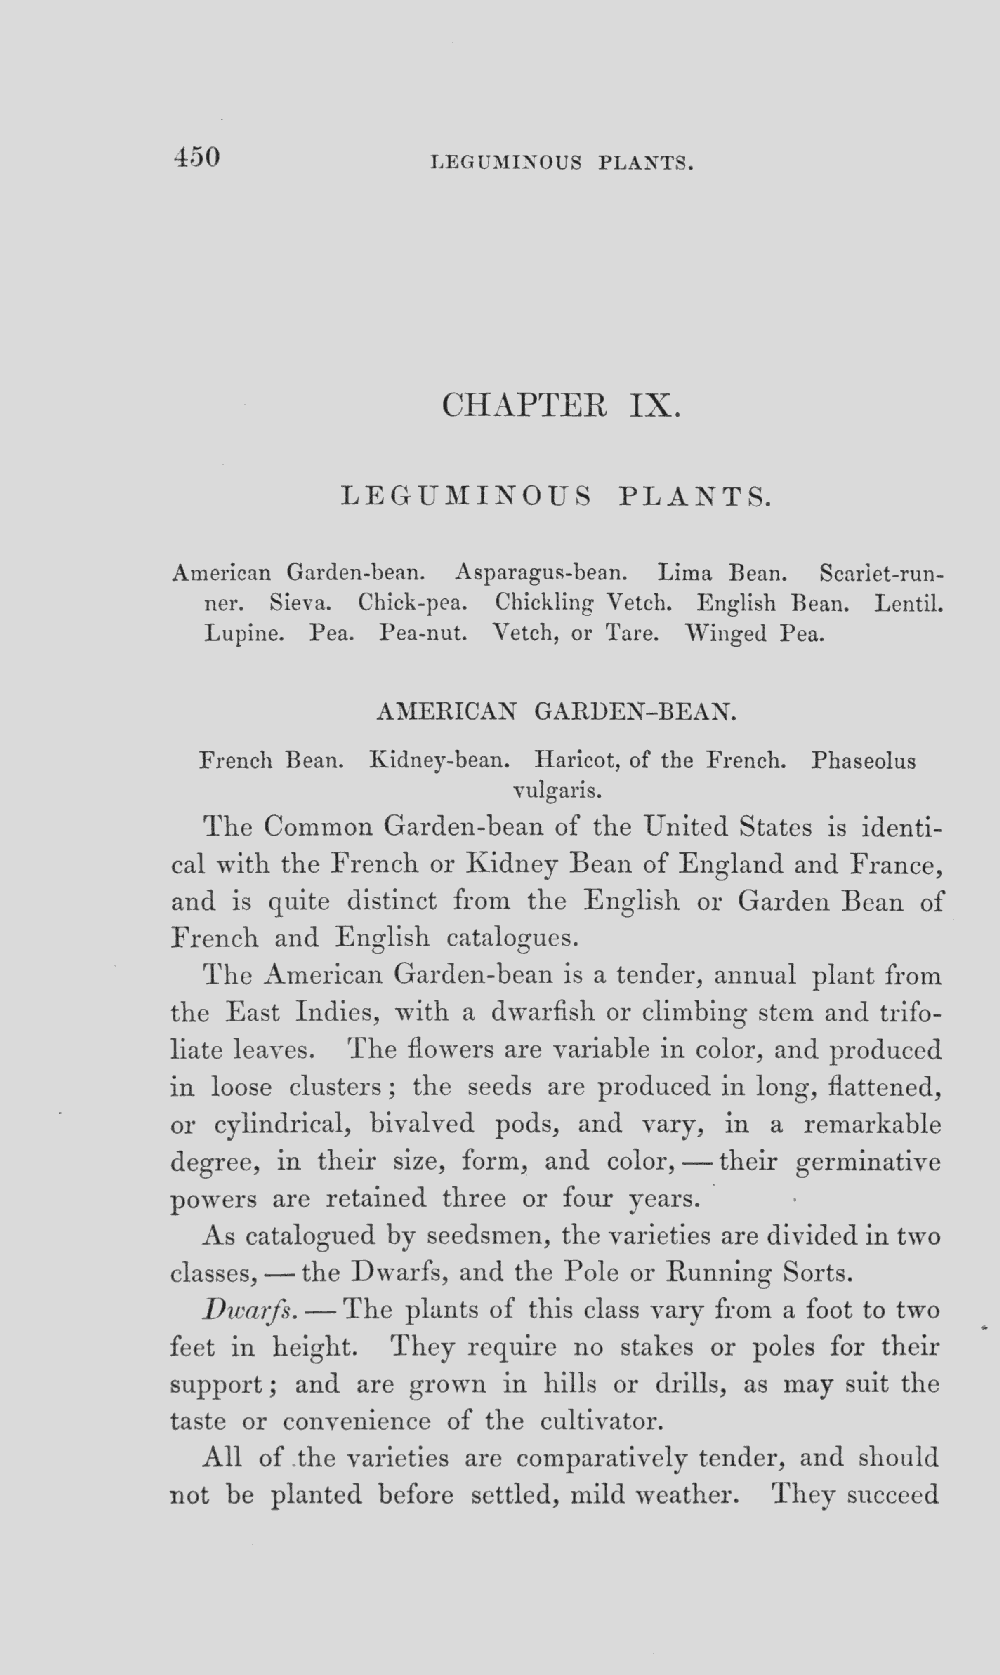 450
LEGUMINOUS PLANTS.
CHAPTER IX.
LEGUMINOUS PLANTS.
American Garden-bean. Asparagus-bean. Lima Bean. Scarlet-run-
ner. Sieva. Chick-pea. Chickling Vetch. English Bean. Lentil.
Lupine. Pea. Pea-nut. Vetch, or Tare. Winged Pea.
AMERICAN GARDEN-BEAN.
French Bean. Kidney-bean. Haricot, of the French. Phaseolus
vulgaris.
The Common Garden-bean of the United States is identi-
cal with the French or Kidney Bean of England and France,
and is quite distinct from the English or Garden Bean of
French and English catalogues.
The American Garden-bean is a tender, annual plant from
the East Indies, with a dwarfish or climbing stem and trifo-
liate leaves. The flowers are variable in color, and produced
in loose clusters; the seeds are produced in long, flattened,
or cylindrical, bivalved pods, and vary, in a remarkable
degree, in their size, form, and color, — their germinative
powers are retained three or four years.
As catalogued by seedsmen, the varieties are divided in two
classes, — the Dwarfs, and the Pole or Running Sorts.
Dwarfs. — The plants of this class vary from a foot to two
feet in height. They require no stakes or poles for their
support; and are grown in hills or drills, as may suit the
taste or convenience of the cultivator.
All of the varieties are comparatively tender, and should
not be planted before settled, mild weather. They succeed